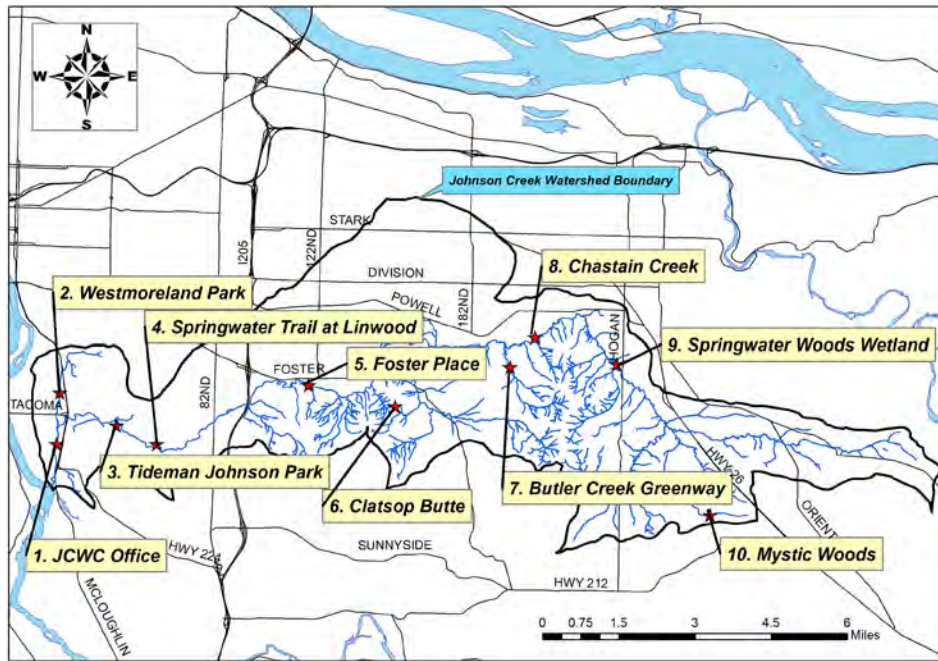 N
W E
S
Johnson Creek Watershed Boundary
STARK
I205
122ND
DIVISION
182ND
8. Chastain Creek
2. Westmoreland Park
POWELL
4. Springwater Trail at Linwood
HOGAN
9. Springwater Woods Wetland
FOSTER
5. Foster Place
82ND
TACOMA
3. Tideman Johnson Park
6. Clatsop Butte
7. Butler Creek Greenway
HWY 26
ORIENT
1. JCWC Office
HWY 224
SUNNYSIDE
10. Mystic Woods
MCLOUGHLIN
HWY 212
0 0.75 1.5 3 4.5 6
Miles